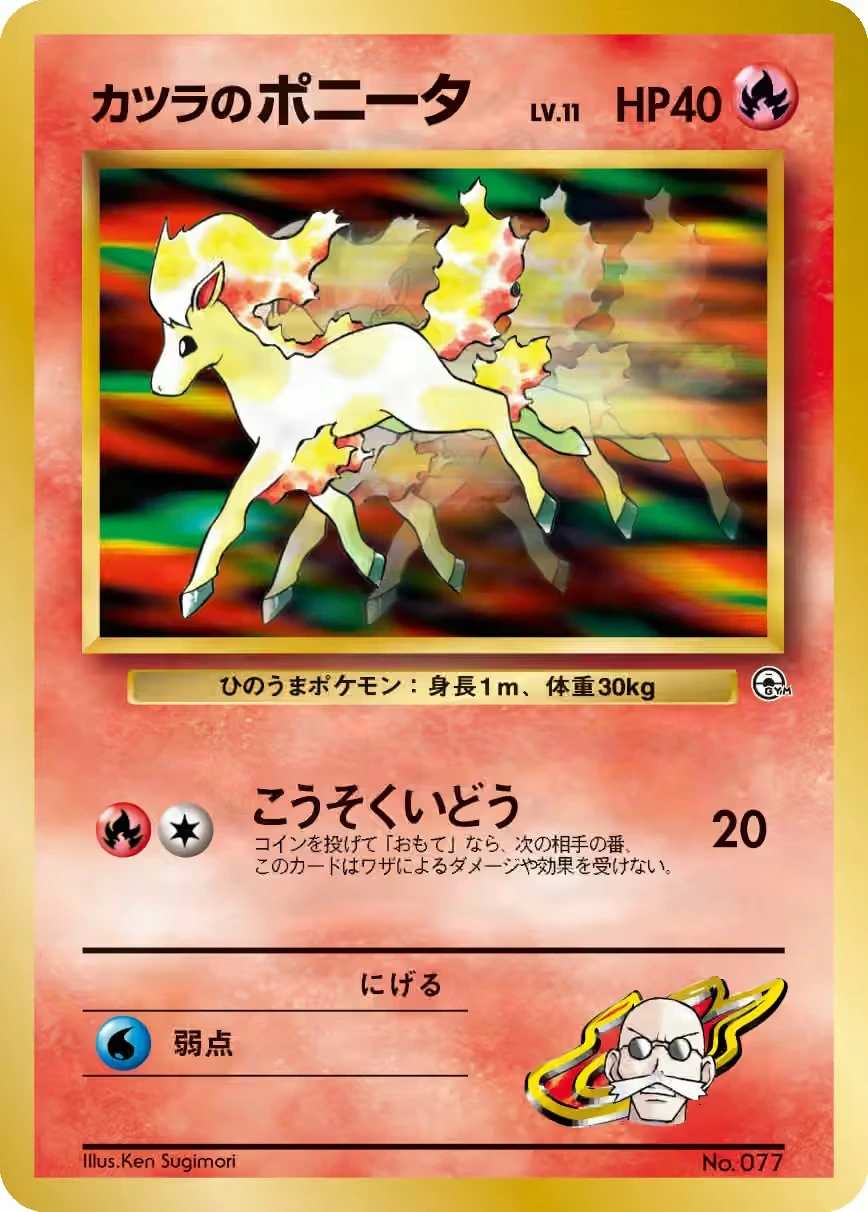 カツラのポニータ LV.11 HP40
ひのうまポケモン：身長1m、体重30kg
GYM
こうそくいどう 20
コインを投げて「おもて」なら、次の相手の番、
このカードはワザによるダメージや効果を受けない。
にげる
弱点
Illus.Ken Sugimori No.077